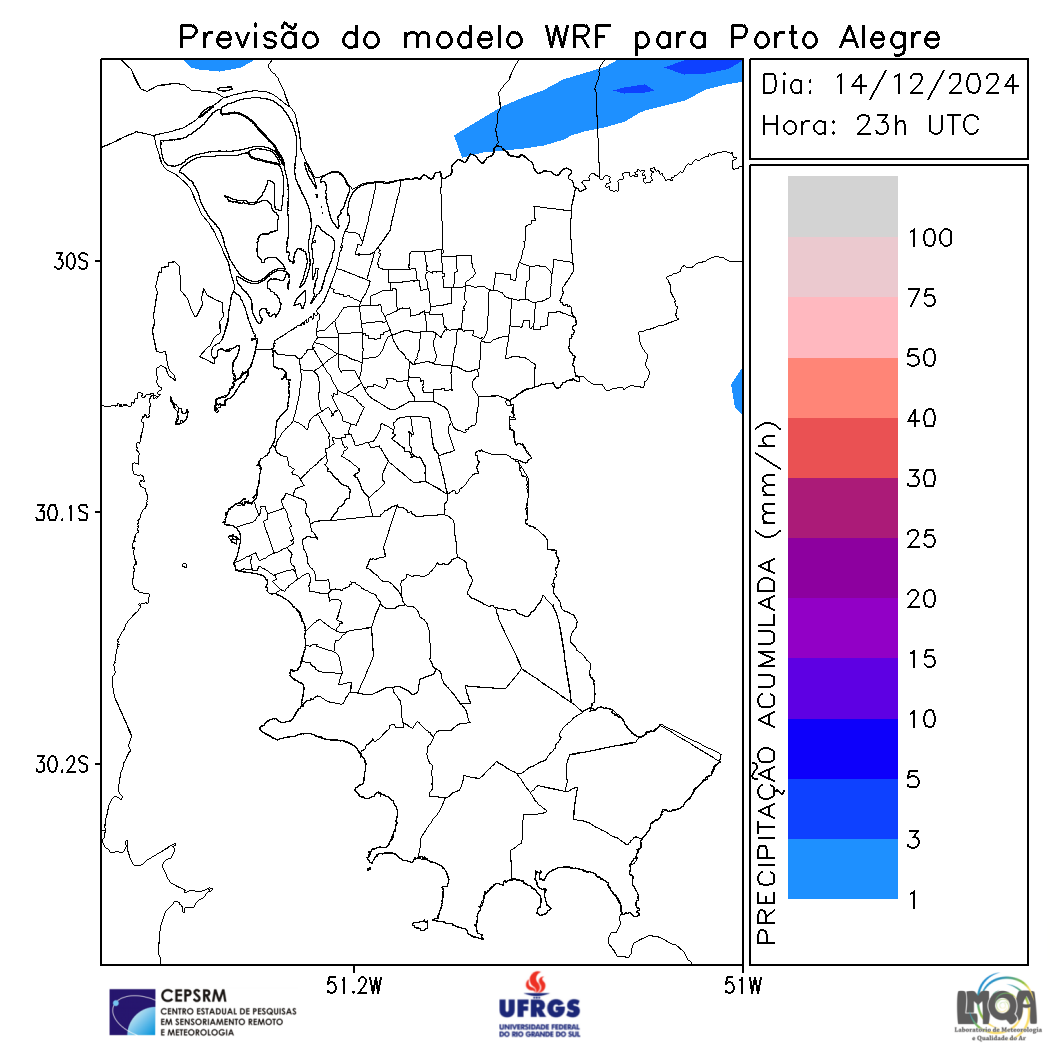 Previsão do modelo WRF para Porto Alegre
Dia: 14/12/2024
Hora: 23h UTC
30S
30.1S
30.2S
51.2W
51W
PRECIPITAÇÃO ACUMULADA (mm/h)
100
75
50
40
30
25
20
15
10
5
3
1
CEPSRM
CENTRO ESTADUAL DE PESQUISAS
EM SENSORIAMENTO REMOTO
E METEOROLOGIA
UFRGS
UNIVERSIDADE FEDERAL
DO RIO GRANDE DO SUL
LMQA
Laboratório de Meteorologia
e Qualidade do Ar